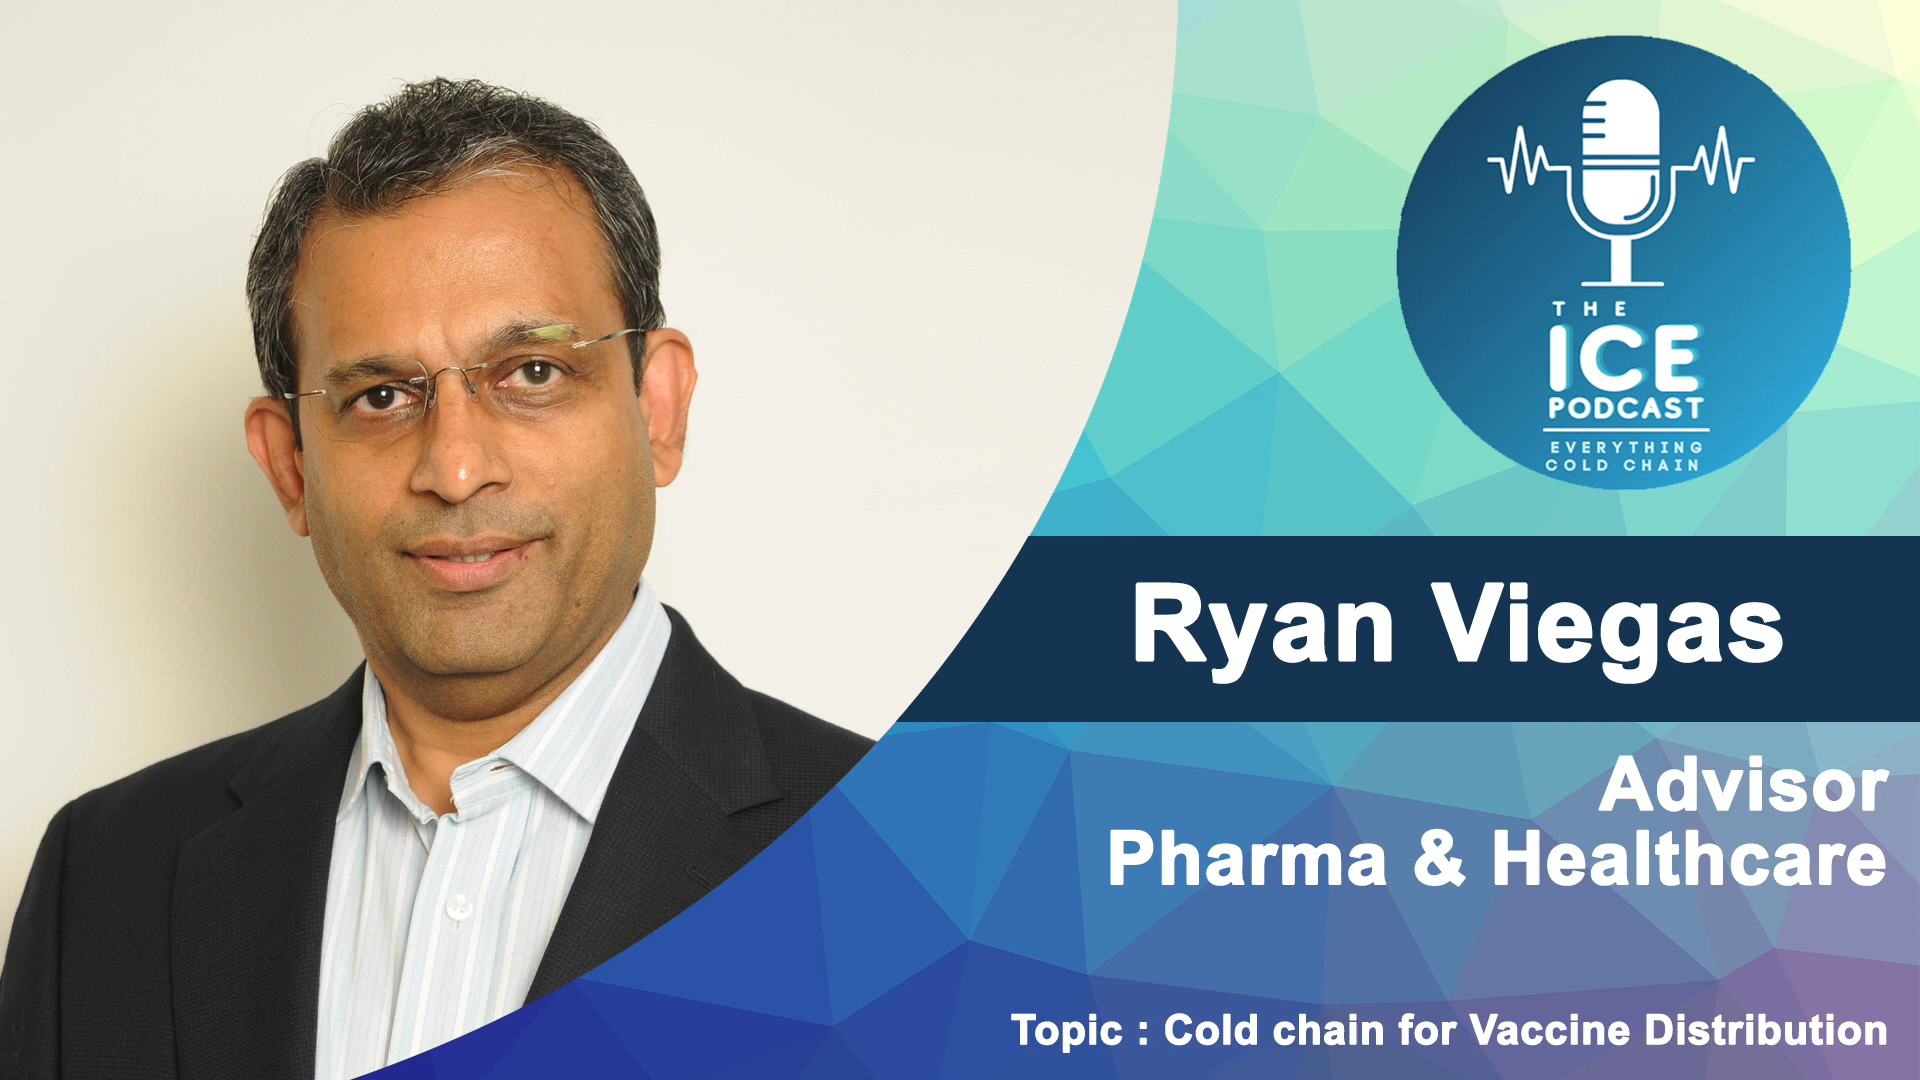 THE
ICE
PODCAST
EVERYTHING
COLD CHAIN
Ryan Viegas
Advisor
Pharma & Healthcare
Topic : Cold chain for Vaccine Distribution